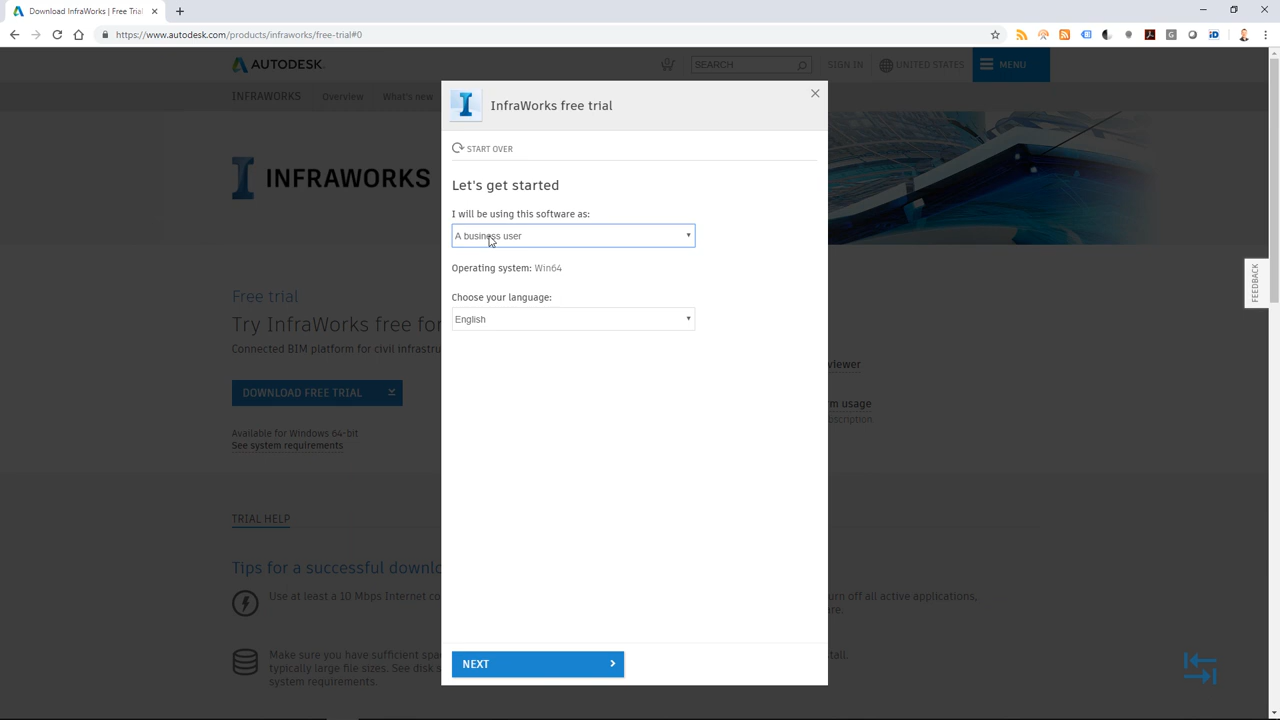 Download InfraWorks | Free Tria
https://www.autodesk.com/products/infraworks/free-trial#0
AUTODESK.
SEARCH
SIGN IN
UNITED STATES
MENU
INFRAWORKS
Overview
What's new
InfraWorks free trial
START OVER
INFRAWORKS
Let's get started
I will be using this software as:
A business user
Operating system: Win64
Choose your language:
English
FEEDBACK
Free trial
Try InfraWorks free for
Connected BIM platform for civil infrastru
viewer
DOWNLOAD FREE TRIAL
rm usage
bscription
Available for Windows 64-bit
See system requirements
TRIAL HELP
Tips for a successful downlo
Use at least a 10 Mbps Internet co
urn off all active applications,
re.
Make sure you have sufficient spa
tall.
typically large file sizes. See disk s
system requirements.
NEXT